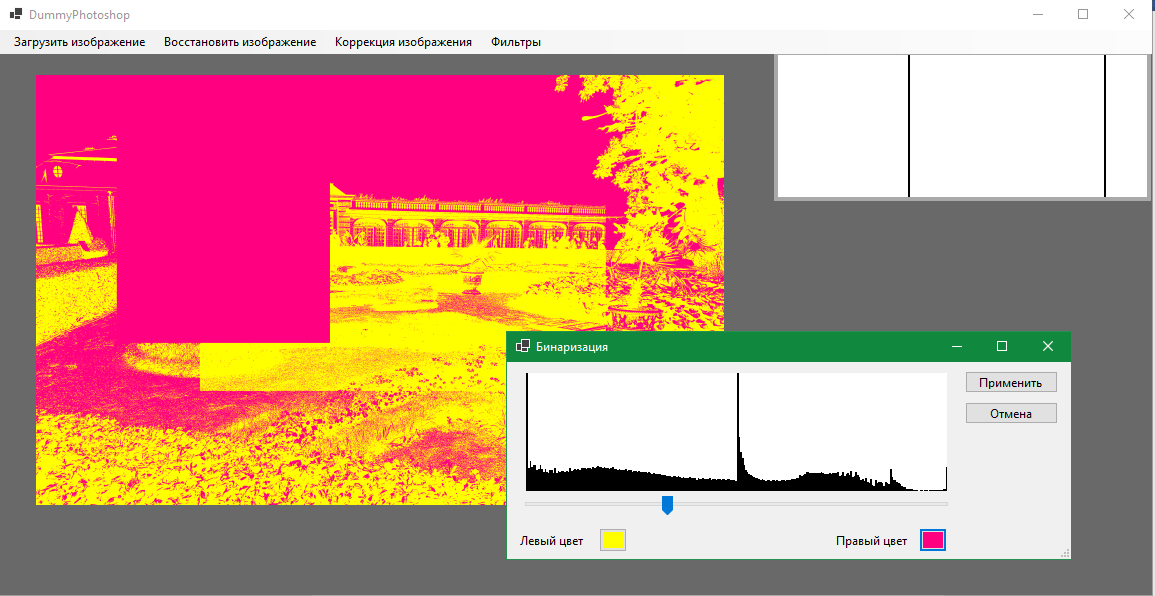 DummyPhotoshop
Загрузить изображение Восстановить изображение Коррекция изображения Фильтры
Бинаризация
Применить
Отмена
Левый цвет
Правый цвет